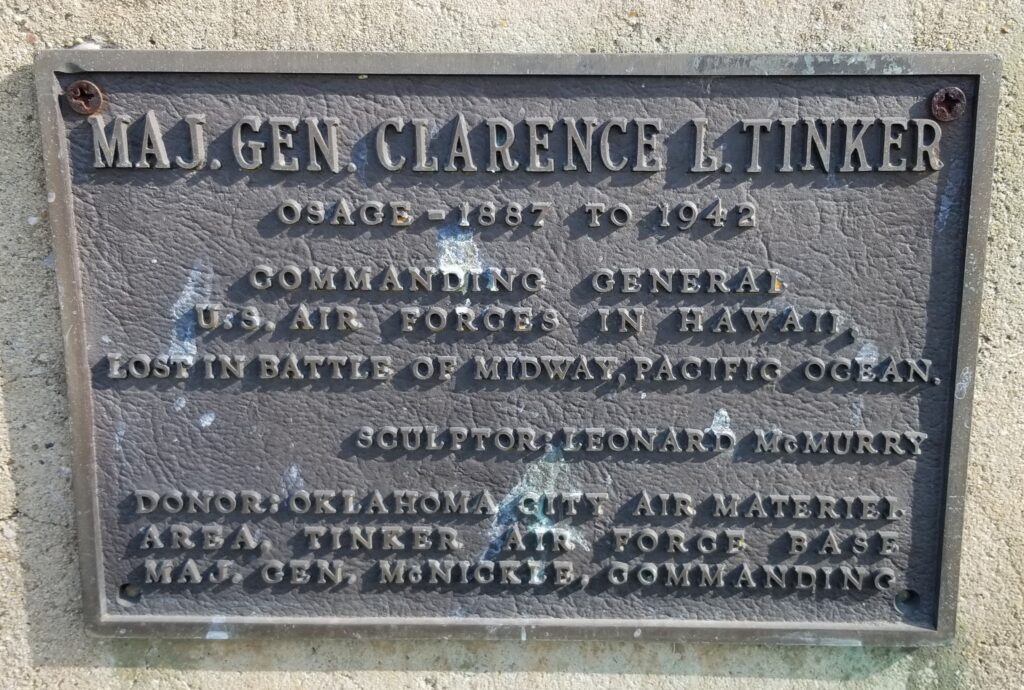 MAJ. GEN. CLARENCE L. TINKER
OSAGE - 1887 TO 1942
COMMANDING GENERAL
U.S. AIR FORCES IN HAWAII,
LOST IN BATTLE OF MIDWAY, PACIFIC OCEAN.
SCULPTOR: LEONARD McMURRY
DONOR: OKLAHOMA CITY AIR MATERIEL
AREA, TINKER AIR FORCE BASE
MAJ. GEN. McNICKLE, COMMANDING